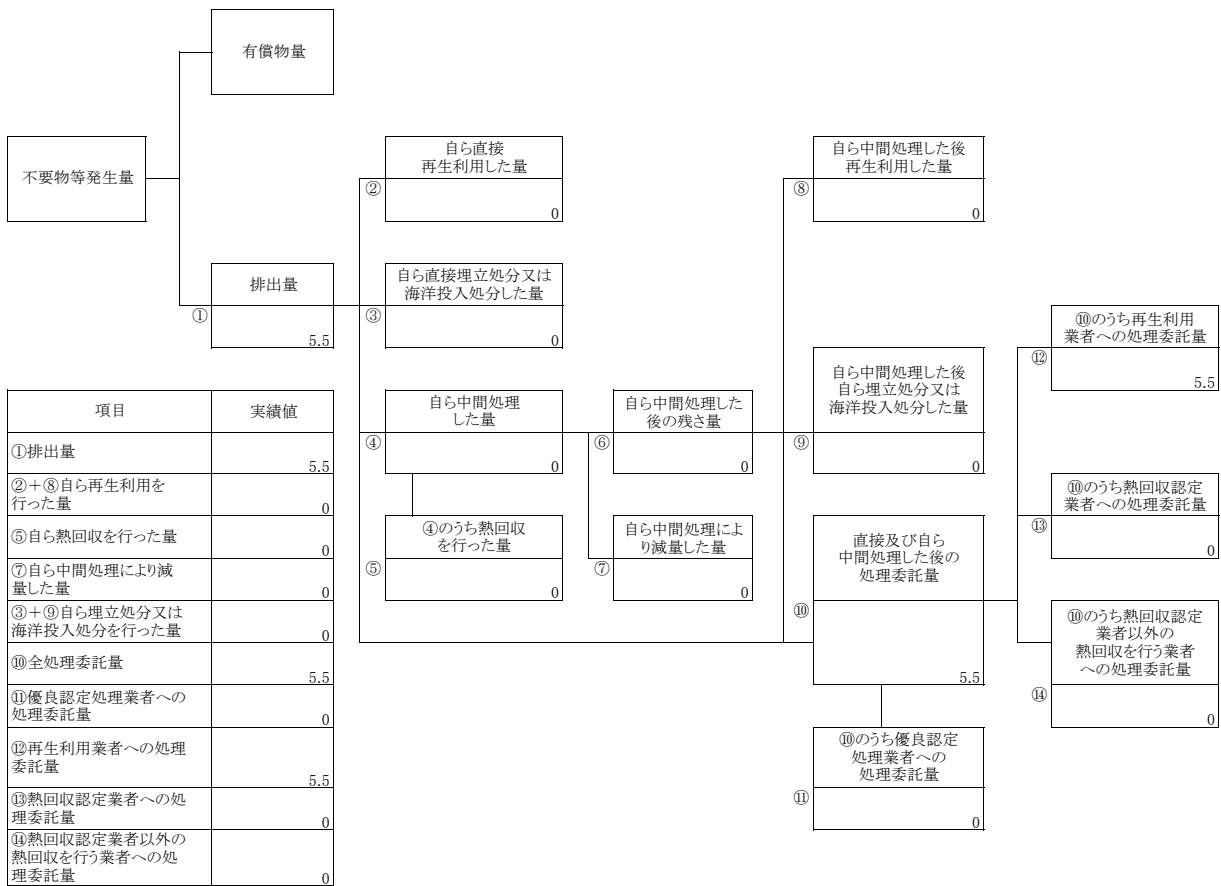 有償物量
不要物等発生量
排出量
①
5.5
自ら直接
再生利用した量
②
0
自ら直接埋立処分又は
海洋投入処分した量
③
0
自ら中間処理
した量
④
0
④のうち熱回収
を行った量
⑤
0
自ら中間処理した
後の残さ量
⑥
0
自ら中間処理によ
り減量した量
⑦
0
自ら中間処理した後
再生利用した量
⑧
0
自ら中間処理した後
自ら埋立処分又は
海洋投入処分した量
⑨
0
直接及び自ら
中間処理した後の
処理委託量
⑩
5.5
⑩のうち優良認定
処理業者への
処理委託量
⑪
0
⑩のうち再生利用
業者への処理委託量
⑫
5.5
⑩のうち熱回収認定
業者への処理委託量
⑬
0
⑩のうち熱回収認定
業者以外の
熱回収を行う業者
への処理委託量
⑭
0
項目 実績値
①排出量
5.5
②+⑧自ら再生利用を
行った量
0
⑤自ら熱回収を行った量
0
⑦自ら中間処理により減
量した量
0
③+⑨自ら埋立処分又は
海洋投入処分を行った量
0
⑩全処理委託量
5.5
⑪優良認定処理業者への
処理委託量
0
⑫再生利用業者への処理
委託量
5.5
⑬熱回収認定業者への処
理委託量
0
⑭熱回収認定業者以外の
熱回収を行う業者への処
理委託量
0